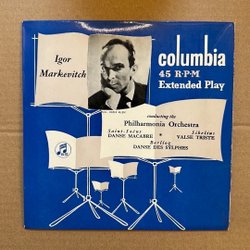 Igor
Markevitch
columbia
45 R·P·M
Extended Play
conducting the
Philharmonia Orchestra
Saint-Saëns
DANSE MACABRE
Sibelius
VALSE TRISTE
Berlioz
DANSE DES SYLPHES